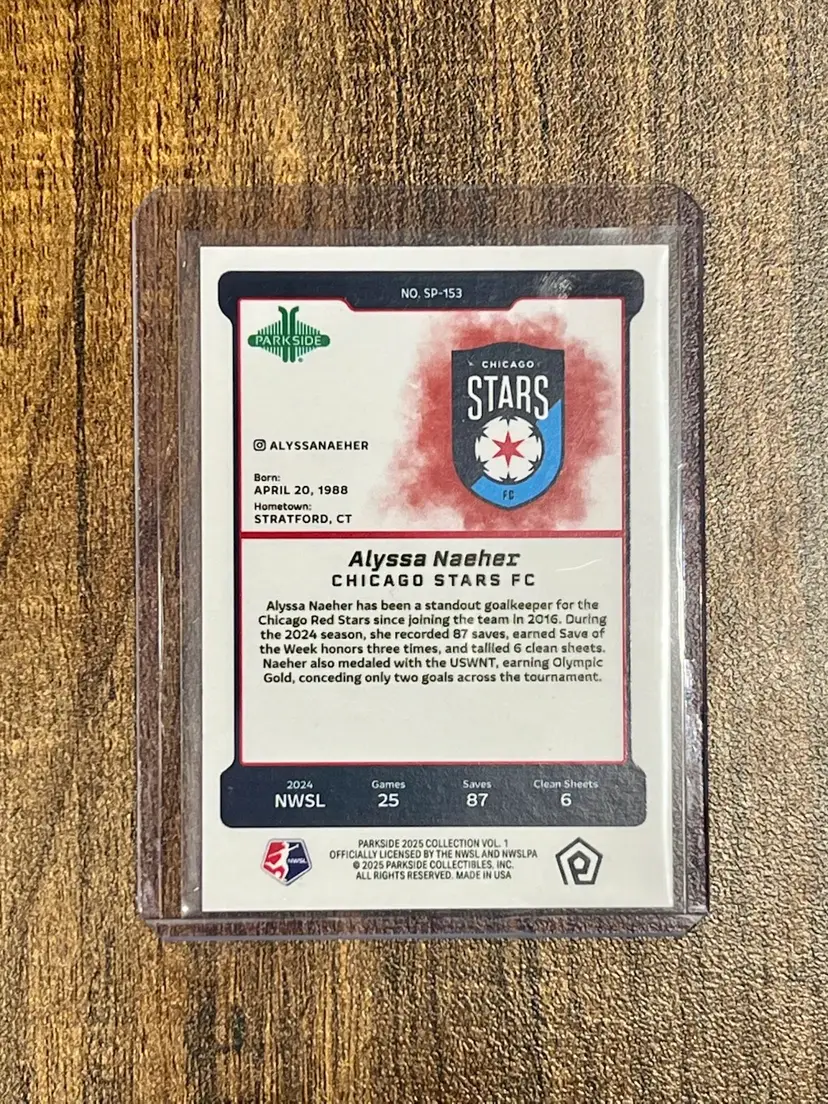 NO. SP-153
PARKSIDE
CHICAGO
STARS
FC
ALYSSANAEHER
Born:
APRIL 20, 1988
Hometown:
STRATFORD, CT
Alyssa Naeher
CHICAGO STARS FC
Alyssa Naeher has been a standout goalkeeper for the
Chicago Red Stars since joining the team in 2016. During
the 2024 season, she recorded 87 saves, earned Save of
the Week honors three times, and tallied 6 clean sheets.
Naeher also medaled with the USWNT, earning Olympic
Gold, conceding only two goals across the tournament.
2024 Games Saves Clean Sheets
NWSL 25 87 6
NWSL
PARKSIDE 2025 COLLECTION VOL. 1
OFFICIALLY LICENSED BY THE NWSL AND NWSLPA
© 2025 PARKSIDE COLLECTIBLES, INC.
ALL RIGHTS RESERVED. MADE IN USA